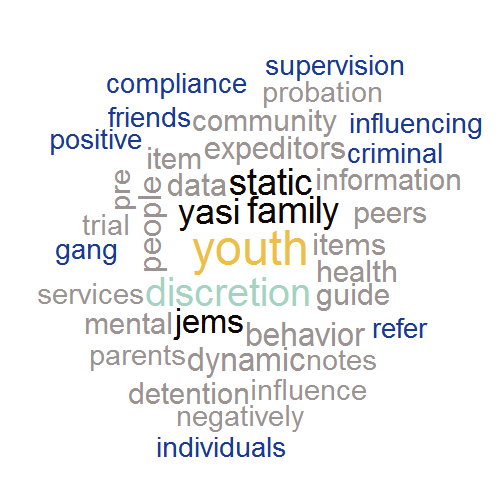 supervision
compliance
probation
friends
community
influencing
positive
expeditors
criminal
item
data
static
information
pre
people
yasi
family
peers
trial
youth
items
gang
health
services
discretion
guide
mental
jems
behavior
refer
parents
dynamic
notes
detention
influence
negatively
individuals